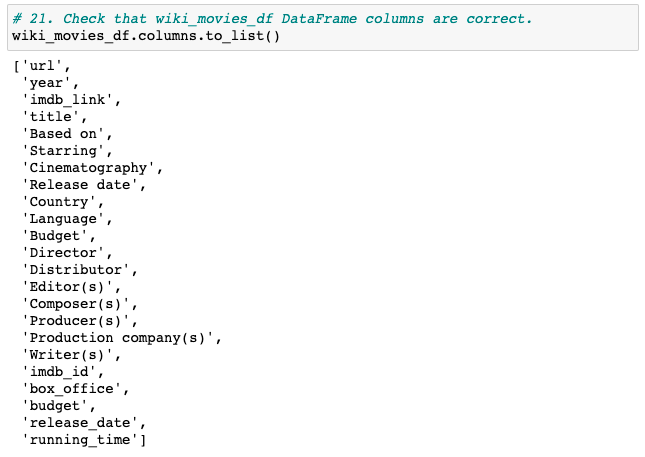 # 21. Check that wiki_movies_df DataFrame columns are correct.
wiki_movies_df.columns.to_list()
['url',
 'year',
 'imdb_link',
 'title',
 'Based on',
 'Starring',
 'Cinematography',
 'Release date',
 'Country',
 'Language',
 'Budget',
 'Director',
 'Distributor',
 'Editor(s)',
 'Composer(s)',
 'Producer(s)',
 'Production company(s)',
 'Writer(s)',
 'imdb_id',
 'box_office',
 'budget',
 'release_date',
 'running_time']